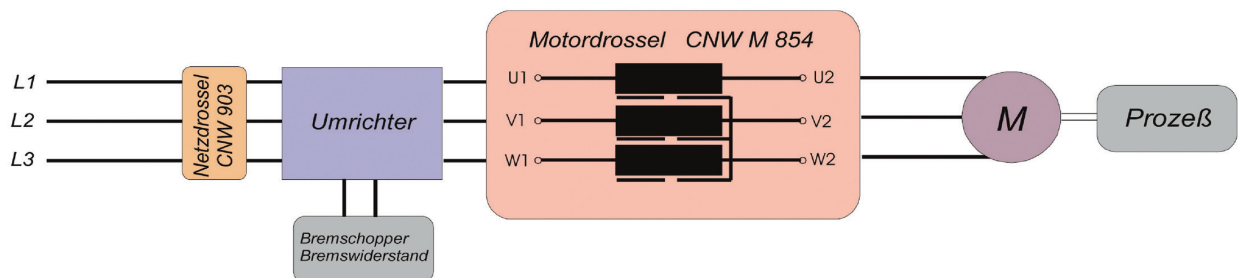 Motordrossel CNW M 854
L1
L2
L3
Netzdrossel
CNW 903
Umrichter
U1
V1
W1
U2
V2
W2
M
Prozeß
Bremschopper
Bremswiderstand